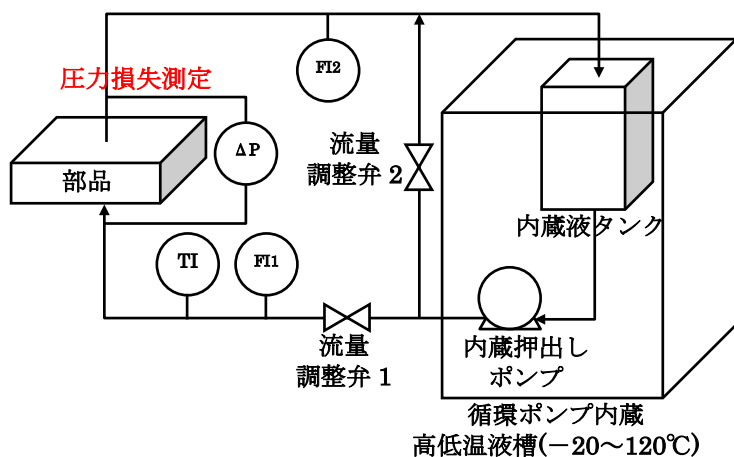 FI2
圧力損失測定
ΔP
部品
流量
調整弁 2
内蔵液タンク
TI
FI1
流量
調整弁 1
内蔵押出し
ポンプ
循環ポンプ内蔵
高低温液槽(－20～120℃)